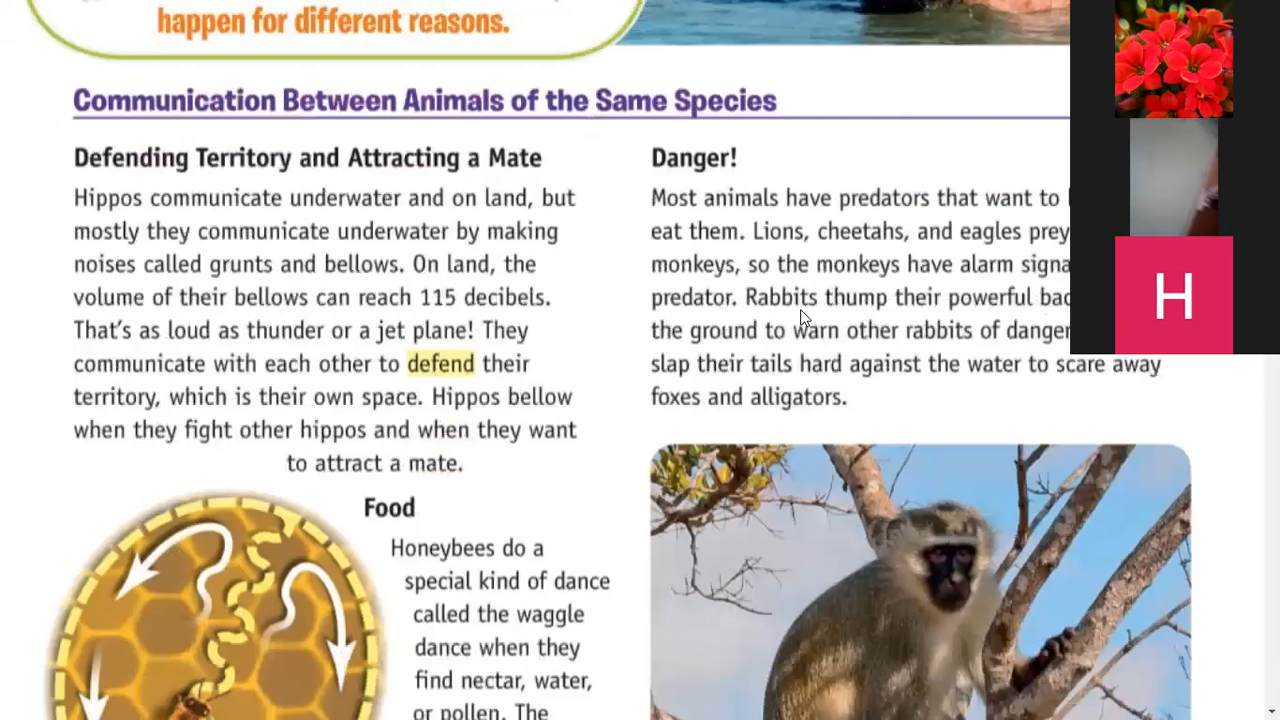 happen for different reasons.
Communication Between Animals of the Same Species
Defending Territory and Attracting a Mate
Hippos communicate underwater and on land, but
mostly they communicate underwater by making
noises called grunts and bellows. On land, the
volume of their bellows can reach 115 decibels.
That's as loud as thunder or a jet plane! They
communicate with each other to defend their
territory, which is their own space. Hippos bellow
when they fight other hippos and when they want
to attract a mate.
Food
Honeybees do a
special kind of dance
called the waggle
dance when they
find nectar, water,
or pollen. The
Danger!
Most animals have predators that want to
eat them. Lions, cheetahs, and eagles prey
monkeys, so the monkeys have alarm
predator. Rabbits thump their powerful
the ground to warn other rabbits of danger
slap their tails hard against the water to scare away
foxes and alligators.
H